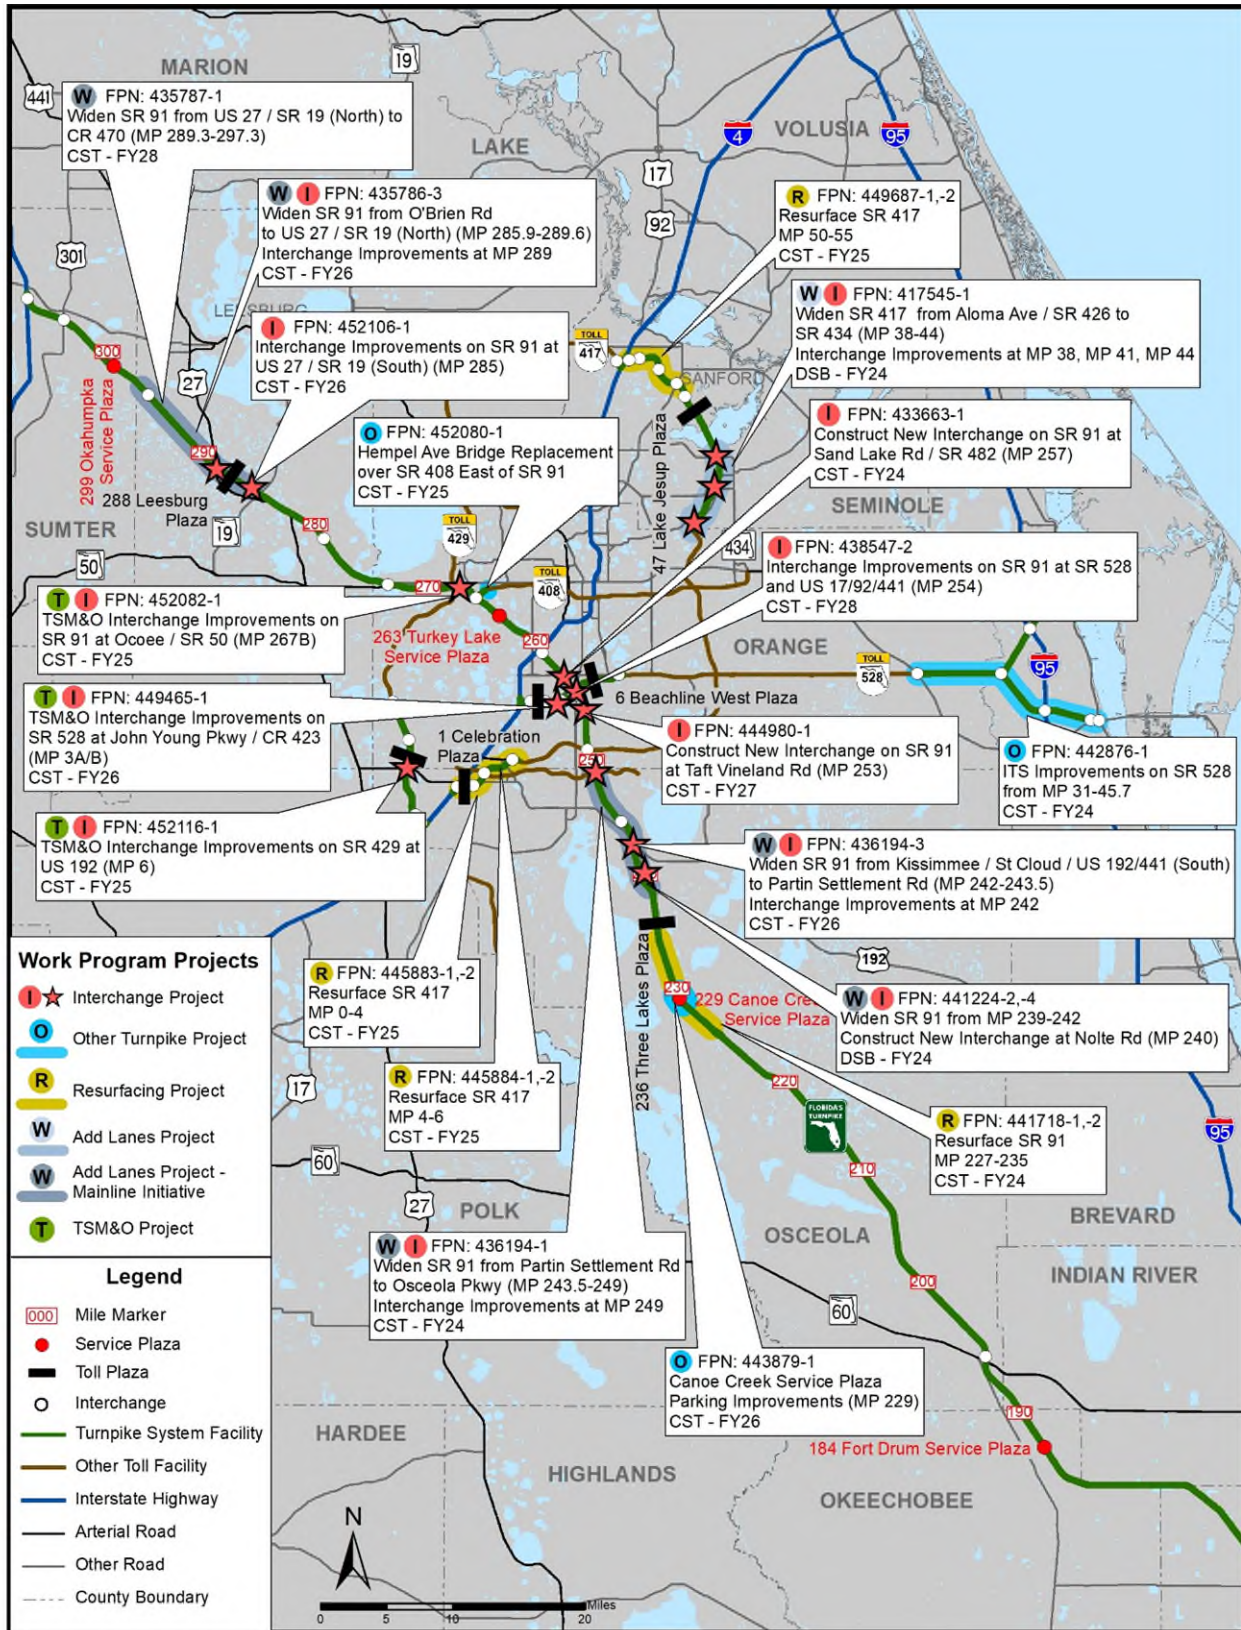 MARION
19
441
W FPN: 435787-1
Widen SR 91 from US 27 / SR 19 (North) to
CR 470 (MP 289.3-297.3)
CST - FY28
LAKE
4
VOLUSIA
95
17
92
W I FPN: 435786-3
Widen SR 91 from O'Brien Rd
to US 27 / SR 19 (North) (MP 285.9-289.6)
Interchange Improvements at MP 289
CST - FY26
R FPN: 449687-1,-2
Resurface SR 417
MP 50-55
CST - FY25
301
LEESBURG
W I FPN: 417545-1
Widen SR 417 from Aloma Ave / SR 426 to
SR 434 (MP 38-44)
Interchange Improvements at MP 38, MP 41, MP 44
DSB - FY24
I FPN: 452106-1
Interchange Improvements on SR 91 at
US 27 / SR 19 (South) (MP 285)
CST - FY26
TOLL
417
SANFORD
300
27
299 Okahumpka
Service Plaza
290
288 Leesburg
Plaza
SUMTER
19
280
O FPN: 452080-1
Hempel Ave Bridge Replacement
over SR 408 East of SR 91
CST - FY25
47 Lake Jesup Plaza
I FPN: 433663-1
Construct New Interchange on SR 91 at
Sand Lake Rd / SR 482 (MP 257)
CST - FY24
SEMINOLE
434
TOLL
429
50
270
TOLL
408
I FPN: 438547-2
Interchange Improvements on SR 91 at SR 528
and US 17/92/441 (MP 254)
CST - FY28
T I FPN: 452082-1
TSM&O Interchange Improvements on
SR 91 at Ocoee / SR 50 (MP 267B)
CST - FY25
263 Turkey Lake
Service Plaza
260
ORANGE
TOLL
528
95
6 Beachline West Plaza
T I FPN: 449465-1
TSM&O Interchange Improvements on
SR 528 at John Young Pkwy / CR 423
(MP 3A/B)
CST - FY26
1 Celebration
Plaza
250
I FPN: 444980-1
Construct New Interchange on SR 91
at Taft Vineland Rd (MP 253)
CST - FY27
O FPN: 442876-1
ITS Improvements on SR 528
from MP 31-45.7
CST - FY24
T I FPN: 452116-1
TSM&O Interchange Improvements on SR 429 at
US 192 (MP 6)
CST - FY25
W I FPN: 436194-3
Widen SR 91 from Kissimmee / St Cloud / US 192/441 (South)
to Partin Settlement Rd (MP 242-243.5)
Interchange Improvements at MP 242
CST - FY26
192
236 Three Lakes Plaza
230
229 Canoe Creek
Service Plaza
R FPN: 445883-1,-2
Resurface SR 417
MP 0-4
CST - FY25
W I FPN: 441224-2,-4
Widen SR 91 from MP 239-242
Construct New Interchange at Nolte Rd (MP 240)
DSB - FY24
R FPN: 445884-1,-2
Resurface SR 417
MP 4-6
CST - FY25
17
220
FLORIDA'S
TURNPIKE
R FPN: 441718-1,-2
Resurface SR 91
MP 227-235
CST - FY24
95
60
210
27
POLK
OSCEOLA
BREVARD
INDIAN RIVER
W I FPN: 436194-1
Widen SR 91 from Partin Settlement Rd
to Osceola Pkwy (MP 243.5-249)
Interchange Improvements at MP 249
CST - FY24
200
60
O FPN: 443879-1
Canoe Creek Service Plaza
Parking Improvements (MP 229)
CST - FY26
190
184 Fort Drum Service Plaza
HARDEE
HIGHLANDS
OKEECHOBEE
Work Program Projects
I Interchange Project
O Other Turnpike Project
R Resurfacing Project
W Add Lanes Project
W Add Lanes Project -
Mainline Initiative
T TSM&O Project
Legend
000 Mile Marker
Service Plaza
Toll Plaza
Interchange
Turnpike System Facility
Other Toll Facility
Interstate Highway
Arterial Road
Other Road
County Boundary
N
Miles
0 5 10 20